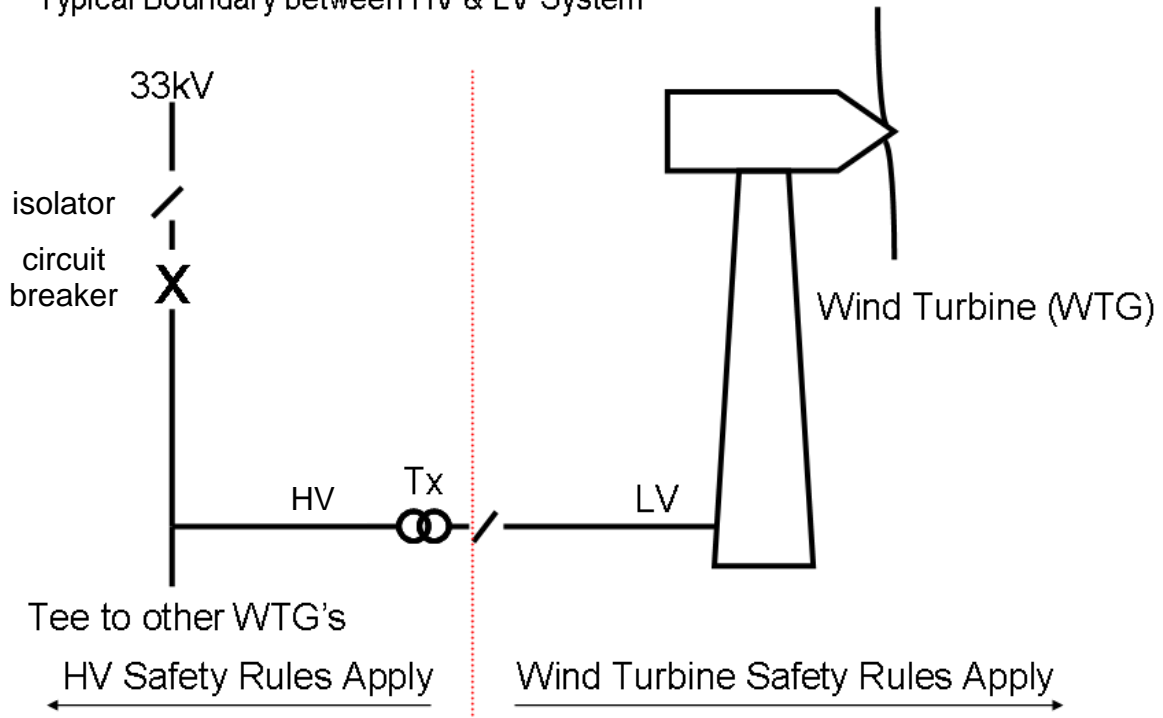 Typical Boundary between HV & LV System
33kV
isolator
circuit
breaker
X
Wind Turbine (WTG)
Tx
HV
LV
Tee to other WTG's
HV Safety Rules Apply
Wind Turbine Safety Rules Apply